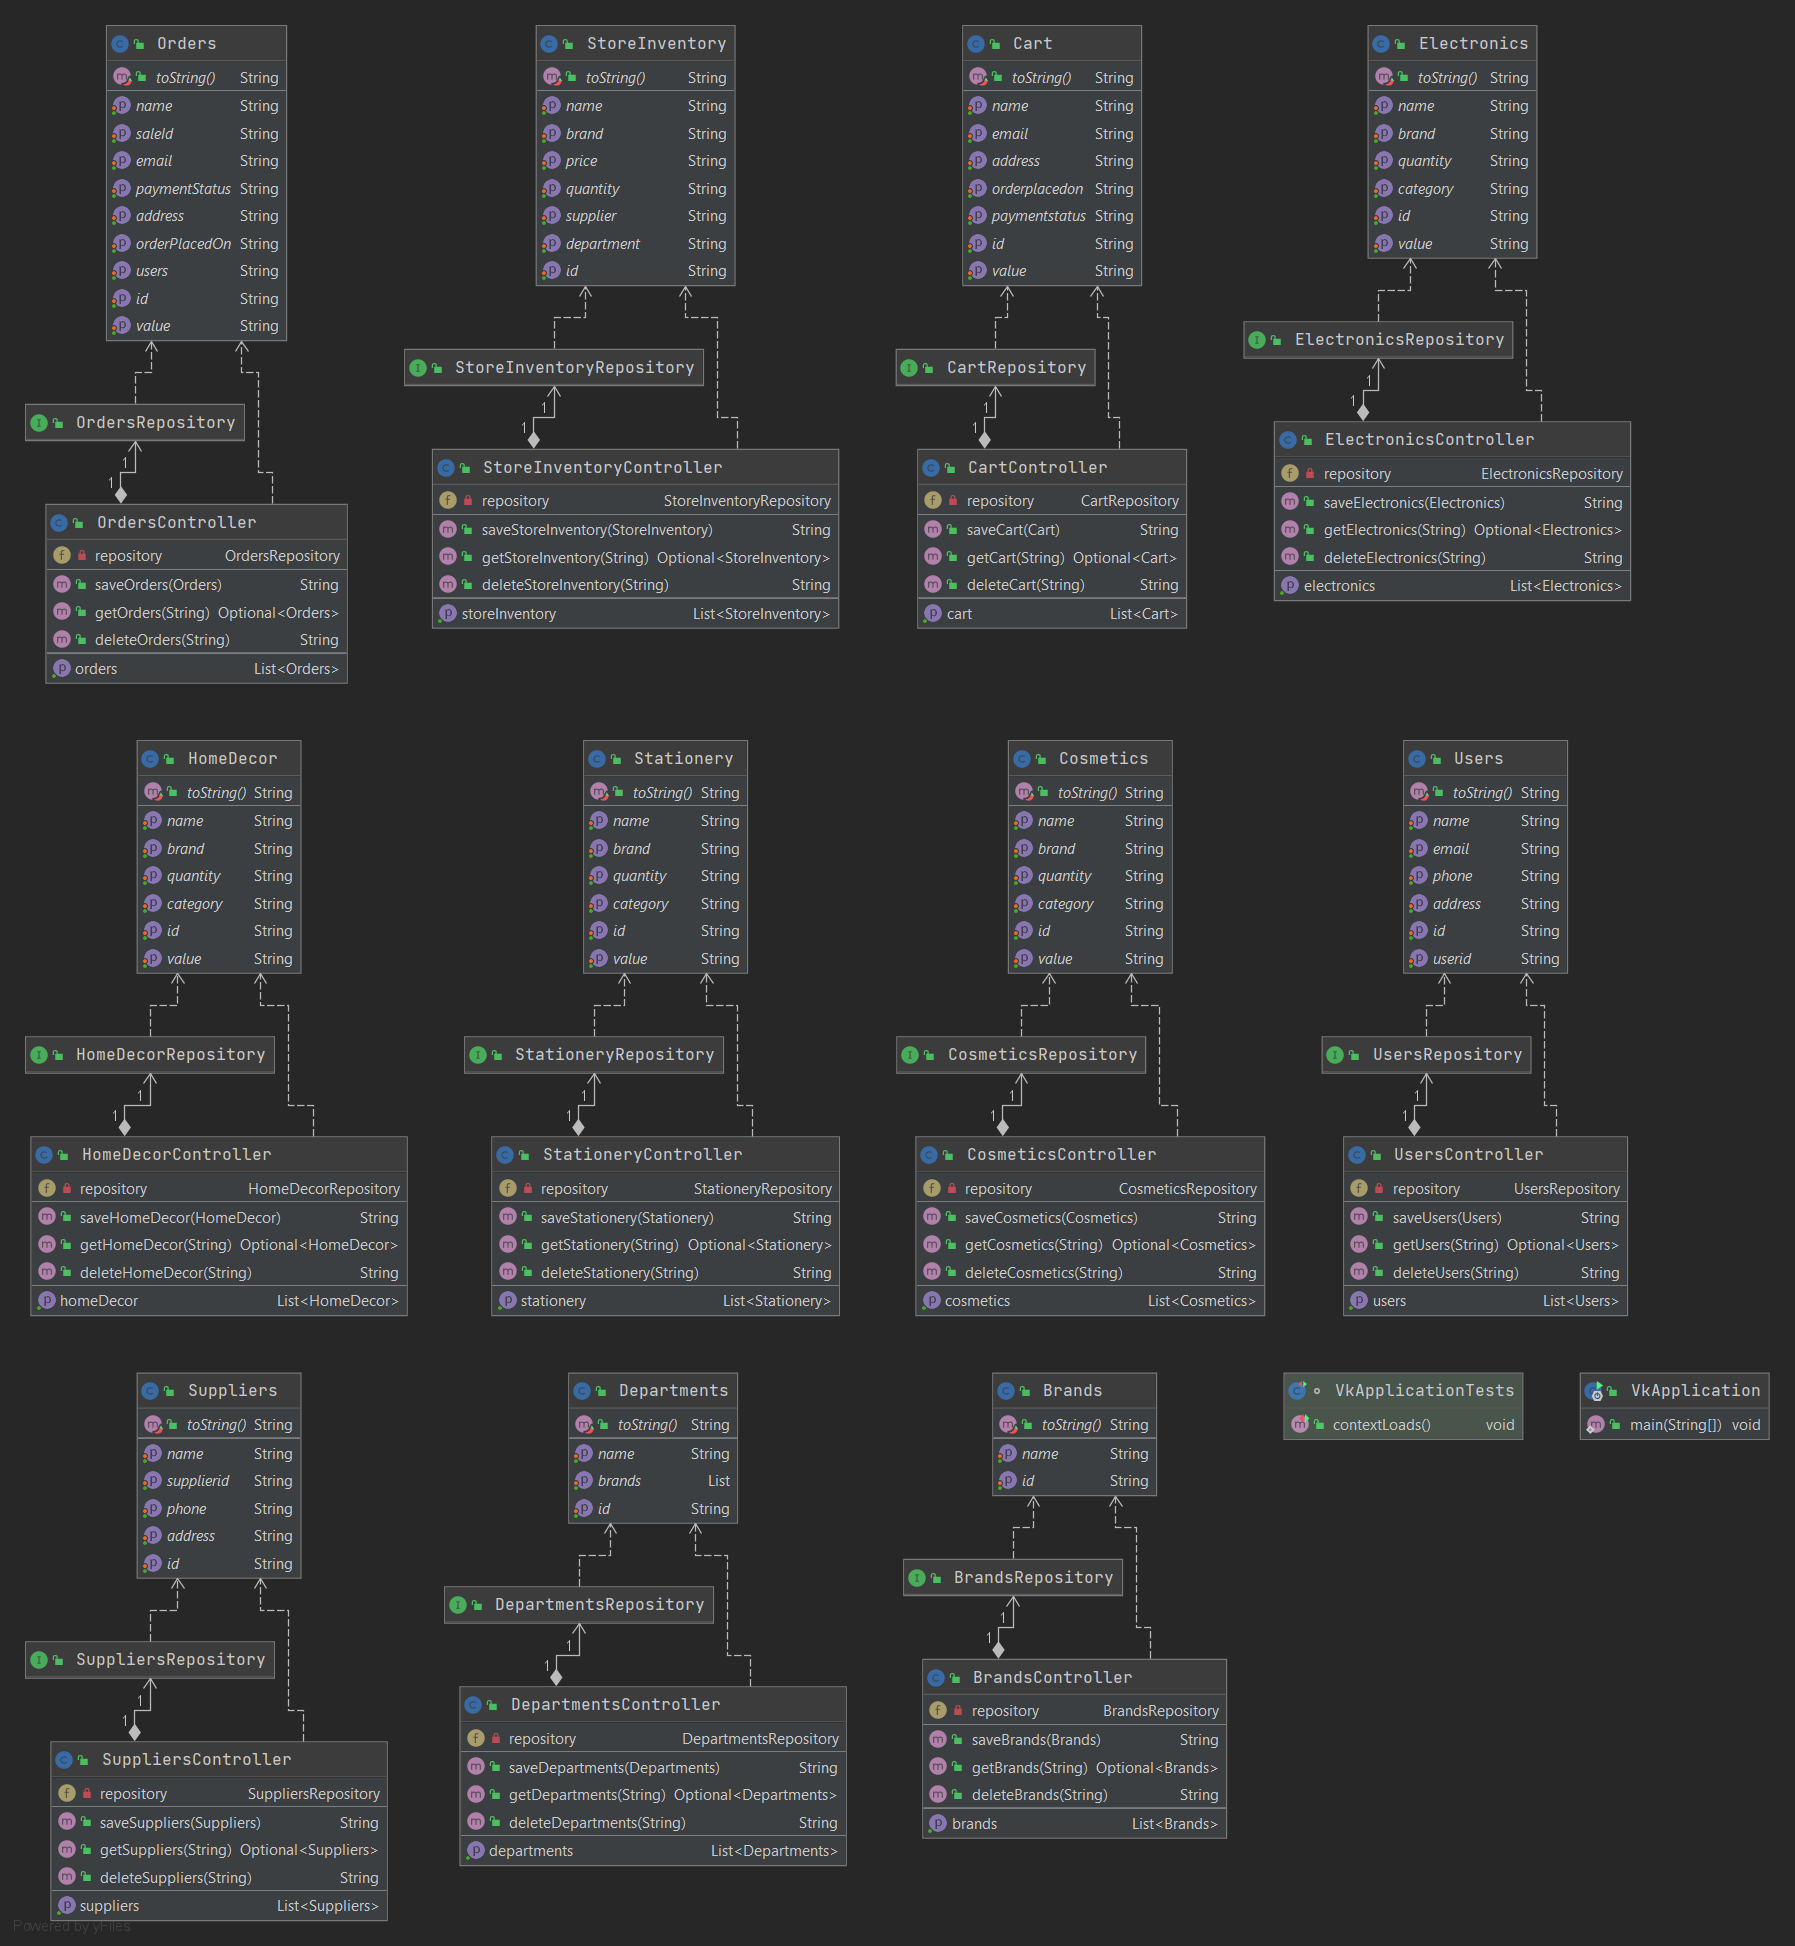 Orders
toString() String
name String
saleId String
email String
paymentStatus String
address String
orderPlacedOn String
users String
id String
value String
OrdersRepository
1
1
OrdersController
repository OrdersRepository
saveOrders(Orders) String
getOrders(String) Optional<Orders>
deleteOrders(String) String
orders List<Orders>
StoreInventory
toString() String
name String
brand String
price String
quantity String
supplier String
department String
id String
StoreInventoryRepository
1
1
StoreInventoryController
repository StoreInventoryRepository
saveStoreInventory(StoreInventory) String
getStoreInventory(String) Optional<StoreInventory>
deleteStoreInventory(String) String
storeInventory List<StoreInventory>
Cart
toString() String
name String
email String
address String
orderplacedon String
paymentstatus String
id String
value String
CartRepository
1
1
CartController
repository CartRepository
saveCart(Cart) String
getCart(String) Optional<Cart>
deleteCart(String) String
cart List<Cart>
Electronics
toString() String
name String
brand String
quantity String
category String
id String
value String
ElectronicsRepository
1
1
ElectronicsController
repository ElectronicsRepository
saveElectronics(Electronics) String
getElectronics(String) Optional<Electronics>
deleteElectronics(String) String
electronics List<Electronics>
HomeDecor
toString() String
name String
brand String
quantity String
category String
id String
value String
HomeDecorRepository
1
1
HomeDecorController
repository HomeDecorRepository
saveHomeDecor(HomeDecor) String
getHomeDecor(String) Optional<HomeDecor>
deleteHomeDecor(String) String
homeDecor List<HomeDecor>
Stationery
toString() String
name String
brand String
quantity String
category String
id String
value String
StationeryRepository
1
1
StationeryController
repository StationeryRepository
saveStationery(Stationery) String
getStationery(String) Optional<Stationery>
deleteStationery(String) String
stationery List<Stationery>
Cosmetics
toString() String
name String
brand String
quantity String
category String
id String
value String
CosmeticsRepository
1
1
CosmeticsController
repository CosmeticsRepository
saveCosmetics(Cosmetics) String
getCosmetics(String) Optional<Cosmetics>
deleteCosmetics(String) String
cosmetics List<Cosmetics>
Users
toString() String
name String
email String
phone String
address String
id String
userid String
UsersRepository
1
1
UsersController
repository UsersRepository
saveUsers(Users) String
getUsers(String) Optional<Users>
deleteUsers(String) String
users List<Users>
Suppliers
toString() String
name String
supplierid String
phone String
address String
id String
SuppliersRepository
1
1
SuppliersController
repository SuppliersRepository
saveSuppliers(Suppliers) String
getSuppliers(String) Optional<Suppliers>
deleteSuppliers(String) String
suppliers List<Suppliers>
Departments
toString() String
name String
brands List
id String
DepartmentsRepository
1
1
DepartmentsController
repository DepartmentsRepository
saveDepartments(Departments) String
getDepartments(String) Optional<Departments>
deleteDepartments(String) String
departments List<Departments>
Brands
toString() String
name String
id String
BrandsRepository
1
1
BrandsController
repository BrandsRepository
saveBrands(Brands) String
getBrands(String) Optional<Brands>
deleteBrands(String) String
brands List<Brands>
VkApplicationTests
contextLoads() void
VkApplication
main(String[]) void
Powered by yFiles